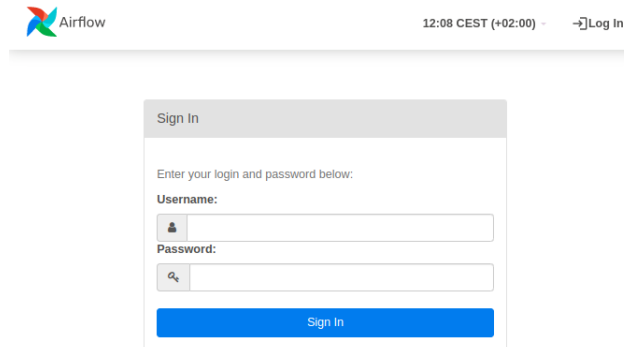 Airflow
12:08 CEST (+02:00)
Log In
Sign In
Enter your login and password below:
Username:
Password:
Sign In